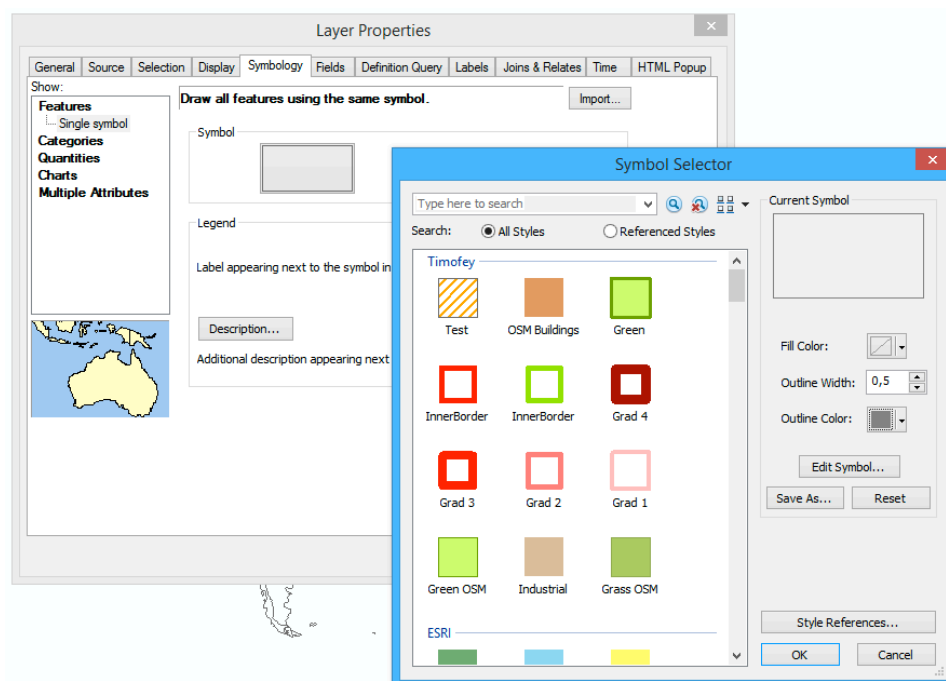 Layer Properties
General Source Selection Display Symbology Fields Definition Query Labels Joins & Relates Time HTML Popup
Show:
Features
Single symbol
Categories
Quantities
Charts
Multiple Attributes
Draw all features using the same symbol.
Import...
Symbol
Legend
Label appearing next to the symbol in
Description...
Additional description appearing next
Symbol Selector
Type here to search
Search: All Styles Referenced Styles
Timofey
Test OSM Buildings Green
InnerBorder InnerBorder Grad 4
Grad 3 Grad 2 Grad 1
Green OSM Industrial Grass OSM
ESRI
Current Symbol
Fill Color:
Outline Width: 0,5
Outline Color:
Edit Symbol...
Save As... Reset
Style References...
OK Cancel